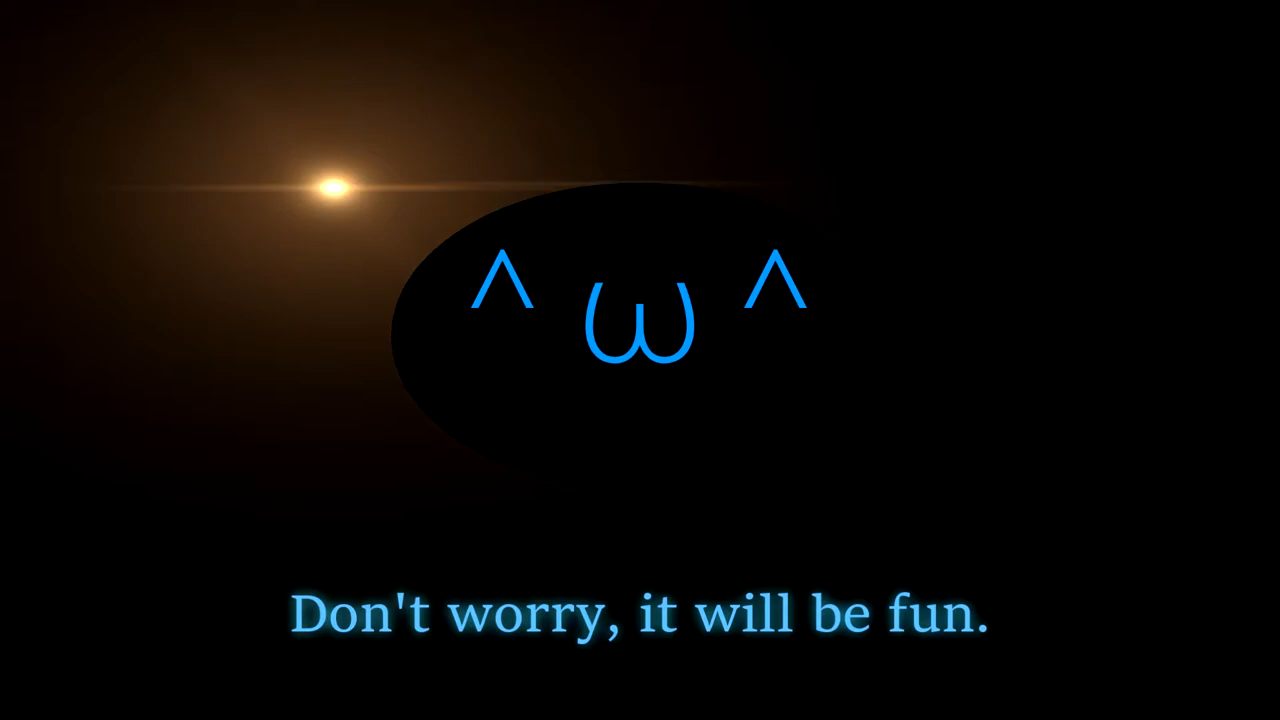 ^ ω ^
Don't worry, it will be fun.